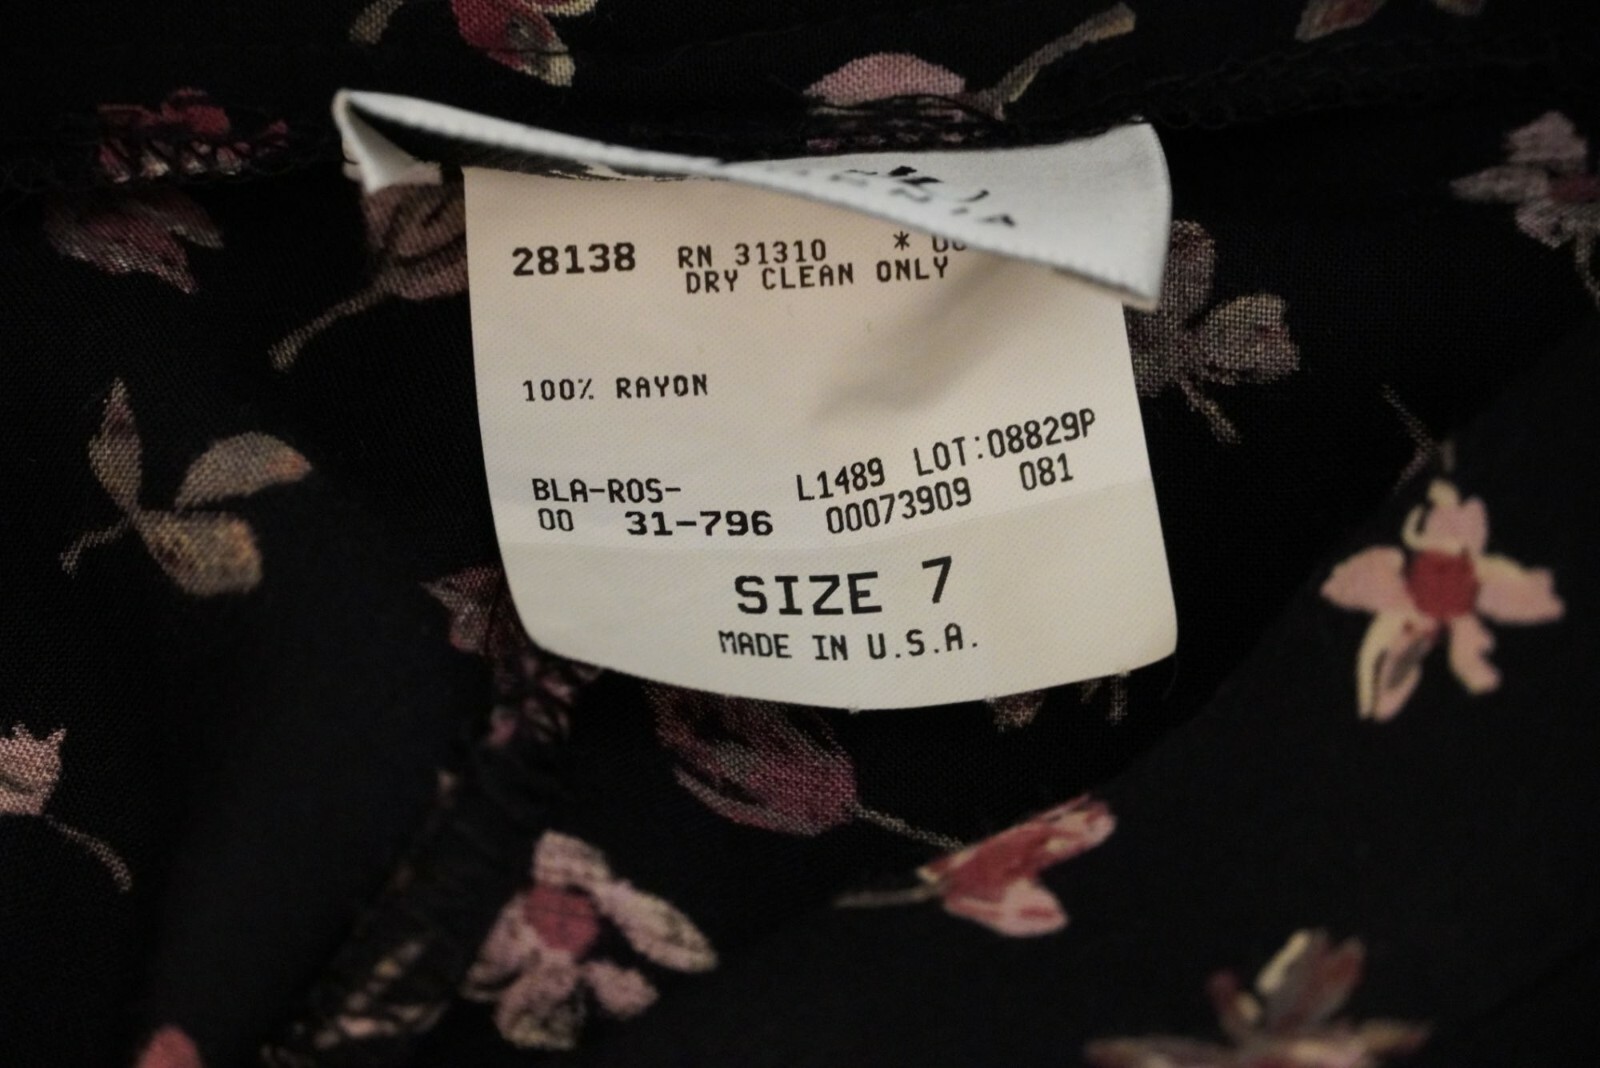 28138 RN 31310 *
DRY CLEAN ONLY
100% RAYON
BLA-ROS- L1489 LOT:08829P
00 31-796 00073909 081
SIZE 7
MADE IN U.S.A.